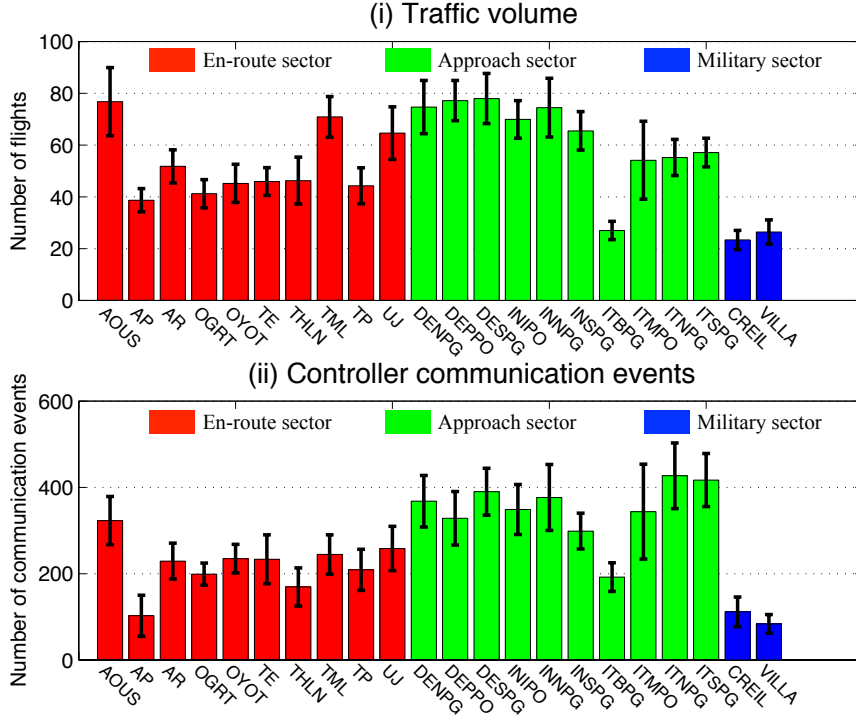 (i) Traffic volume
Number of flights
100
80
60
40
20
0
En-route sector
Approach sector
Military sector
AOUS
AP
AR
OGRT
OYOT
TE
THLN
TML
TP
UJ
DENPG
DEPPO
DESPG
INIPO
INNPG
INSPG
ITBPG
ITMPO
ITNPG
ITSPG
CREIL
VILLA
(ii) Controller communication events
Number of communication events
600
400
200
0
En-route sector
Approach sector
Military sector
AOUS
AP
AR
OGRT
OYOT
TE
THLN
TML
TP
UJ
DENPG
DEPPO
DESPG
INIPO
INNPG
INSPG
ITBPG
ITMPO
ITNPG
ITSPG
CREIL
VILLA